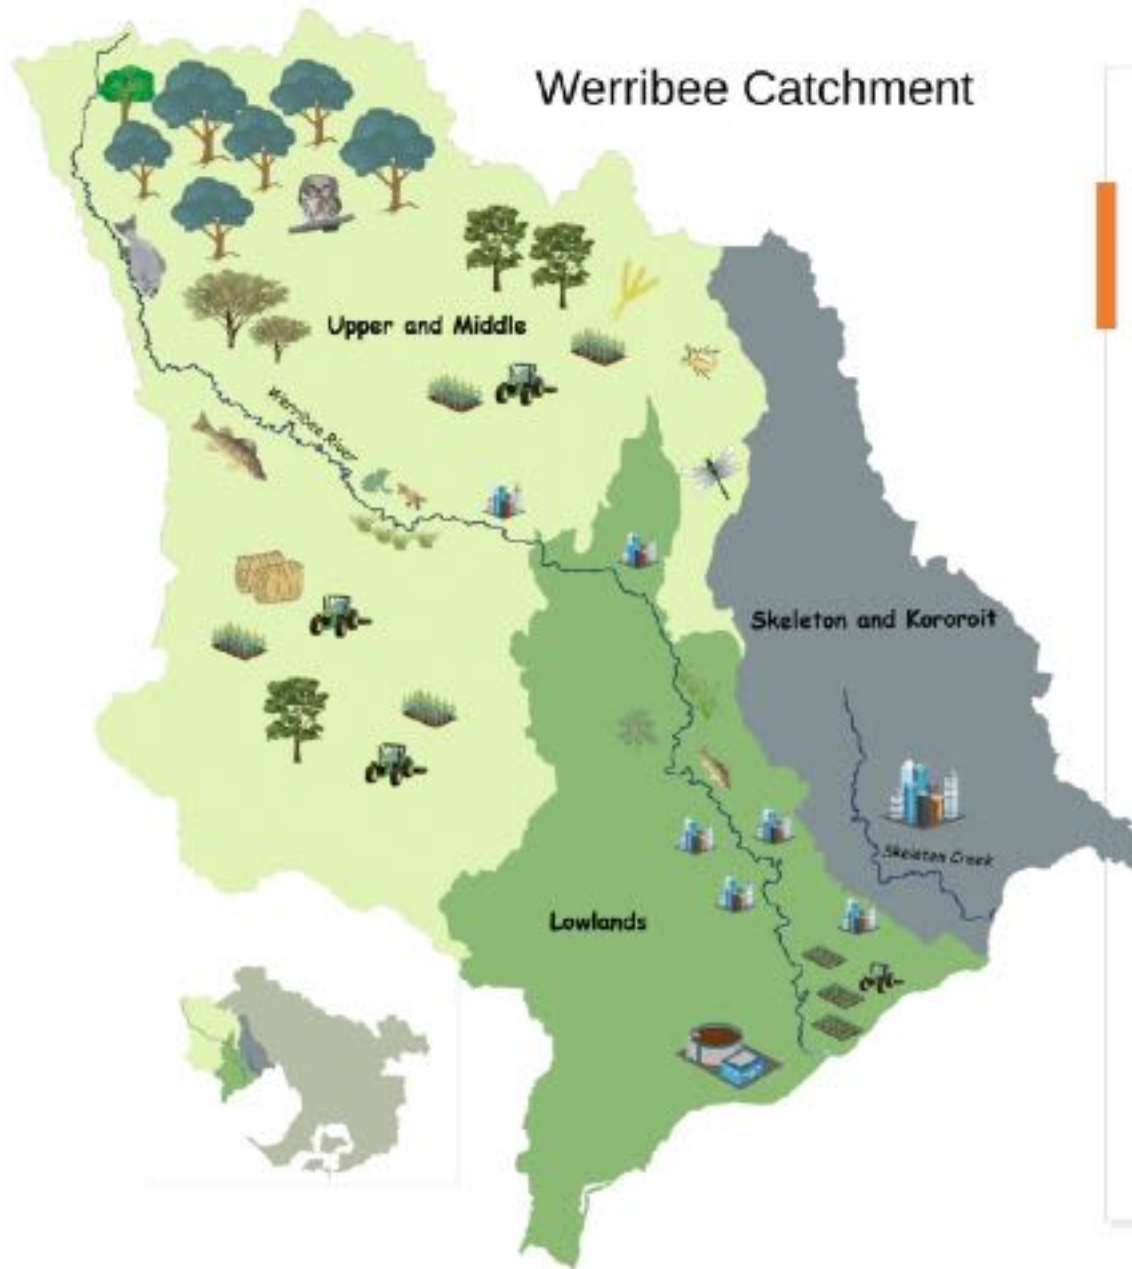 Werribee Catchment
Upper and Middle
Werribee River
Skeleton and Kororoit
Skeleton Creek
Lowlands